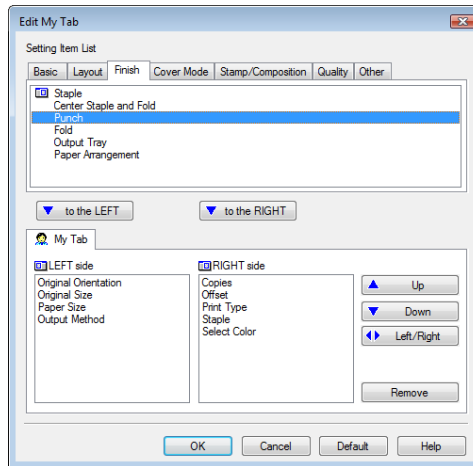 Edit My Tab
Setting Item List
Basic Layout Finish Cover Mode Stamp/Composition Quality Other
Staple
Center Staple and Fold
Punch
Fold
Output Tray
Paper Arrangement
to the LEFT to the RIGHT
My Tab
LEFT side RIGHT side
Original Orientation
Original Size
Paper Size
Output Method
Copies
Offset
Print Type
Staple
Select Color
Up
Down
Left/Right
Remove
OK Cancel Default Help